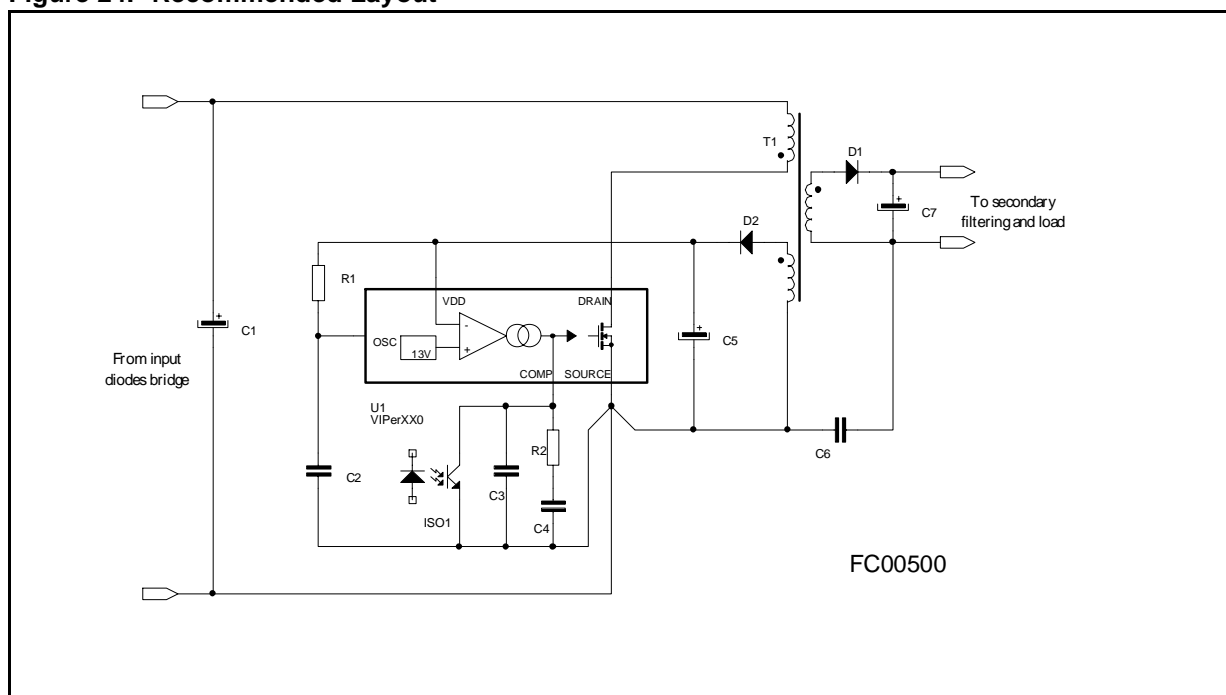 Figure 24. Recommended Layout
T1
D1
C7
To secondary
filtering and load
D2
R1
VDD
DRAIN
OSC
13V
-
+
COMP
SOURCE
C1
C5
From input
diodes bridge
U1
VIPerXX0
R2
C6
C2
C3
ISO1
C4
FC00500